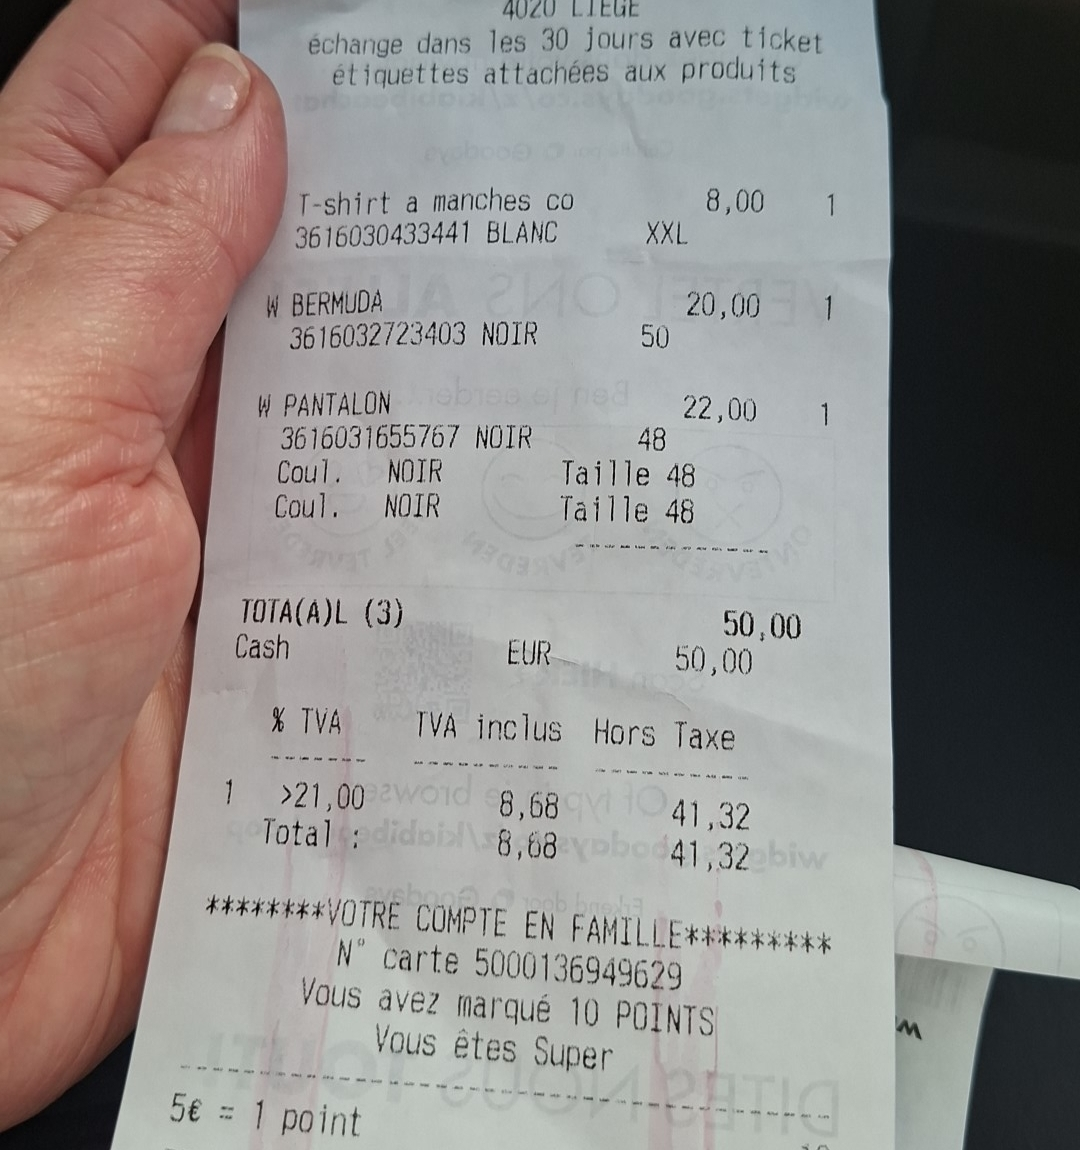 4020 LIEGE
échange dans les 30 jours avec ticket
étiquettes attachées aux produits
T-shirt a manches co 8,00 1
3616030433441 BLANC XXL
W BERMUDA 20,00 1
3616032723403 NOIR 50
W PANTALON 22,00 1
3616031655767 NOIR 48
Coul. NOIR Taille 48
Coul. NOIR Taille 48
--------------
TOTA(A)L (3) 50,00
Cash EUR 50,00
% TVA TVA inclus Hors Taxe
------- ----------- -----------
1 >21,00 8,68 41,32
Total : 8,68 41,32
********VOTRE COMPTE EN FAMILLE*********
N° carte 5000136949629
Vous avez marqué 10 POINTS
Vous êtes Super
----------------------------------------
5€ = 1 point